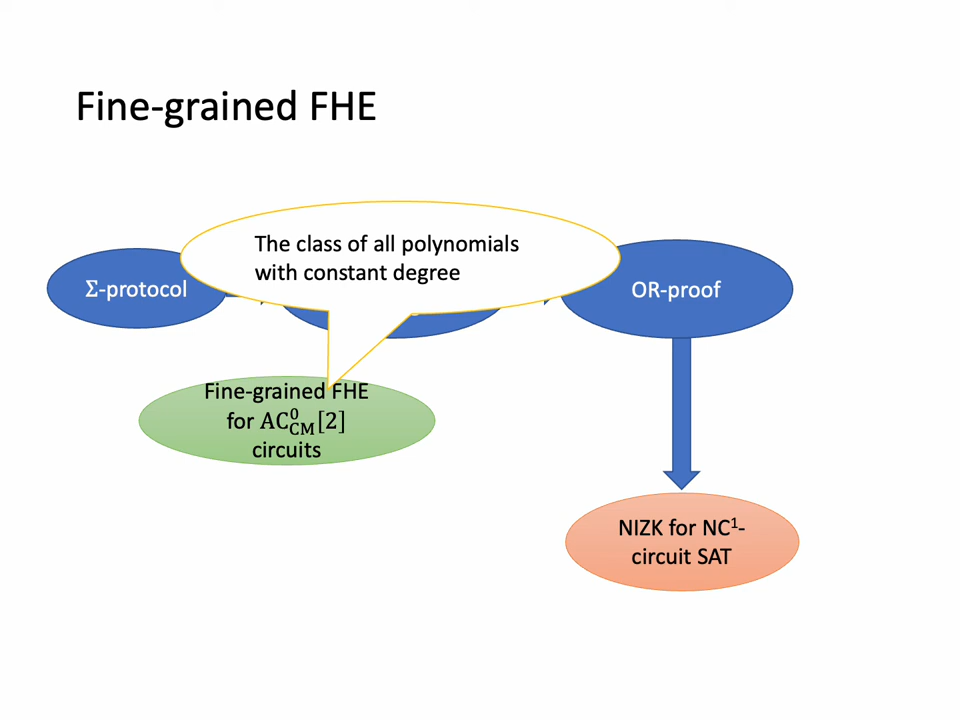 Fine-grained FHE
The class of all polynomials
with constant degree
Σ-protocol
OR-proof
Fine-grained FHE
for AC⁰_CM[2]
circuits
NIZK for NC¹-
circuit SAT